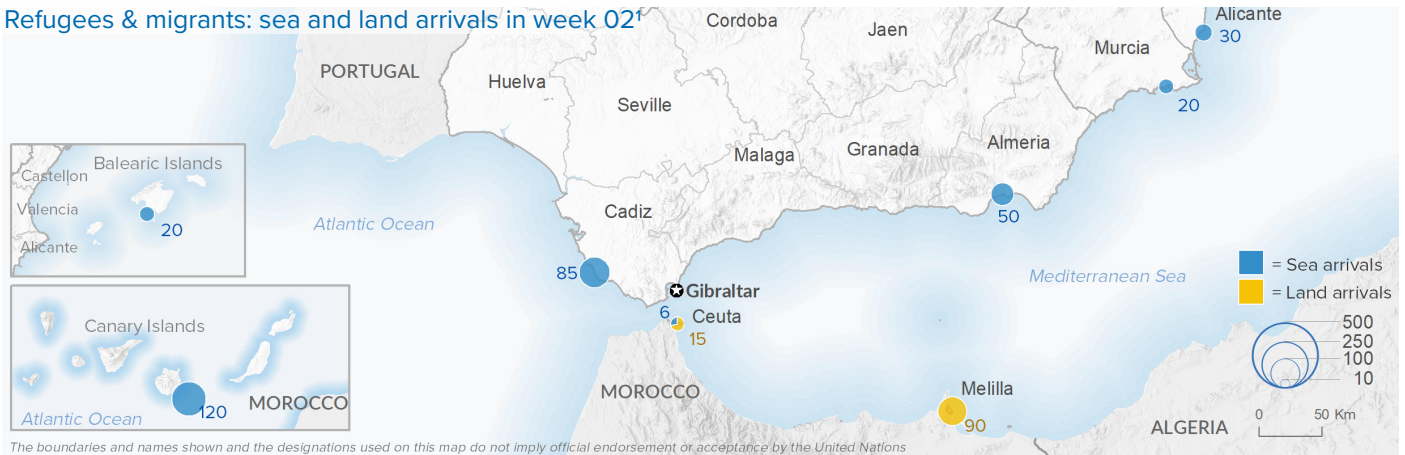 Refugees & migrants: sea and land arrivals in week 02¹
Cordoba
Alicante
30
Jaen
Murcia
PORTUGAL
Huelva
Seville
20
Almeria
Malaga
Granada
Balearic Islands
Castellon
Valencia
20
Alicante
Cadiz
50
Atlantic Ocean
85
Mediterranean Sea
= Sea arrivals
Gibraltar
= Land arrivals
6
Ceuta
15
Canary Islands
500
250
100
10
MOROCCO
Melilla
MOROCCO
120
Atlantic Ocean
90
0 50 Km
ALGERIA
The boundaries and names shown and the designations used on this map do not imply official endorsement or acceptance by the United Nations